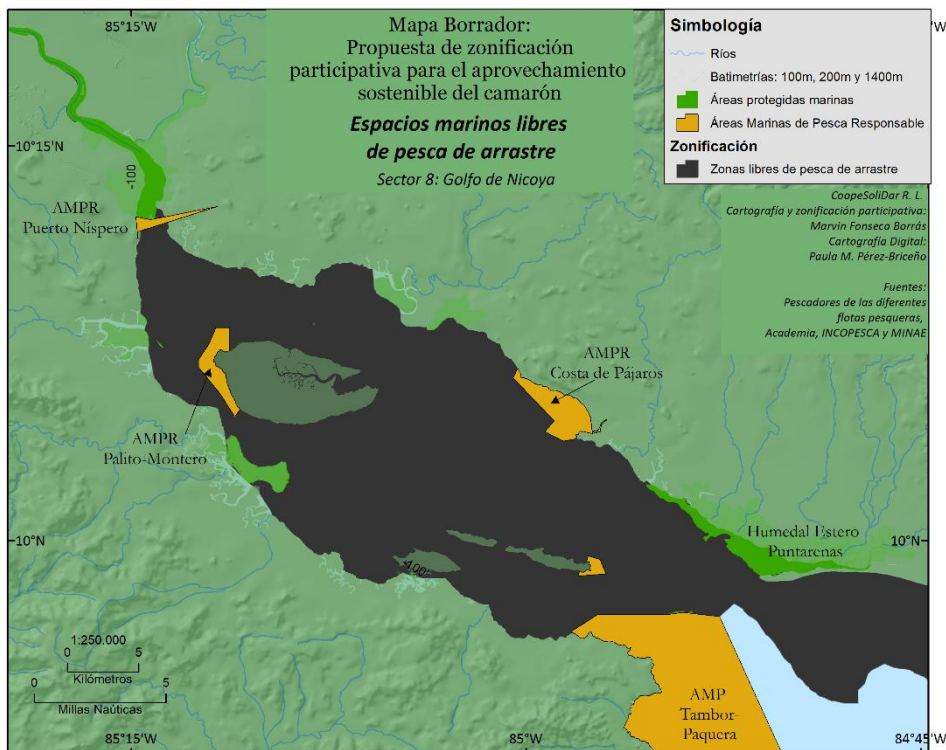 85°15'W
°W
Mapa Borrador:
Propuesta de zonificación
participativa para el aprovechamiento
sostenible del camarón
Espacios marinos libres
de pesca de arrastre
Sector 8: Golfo de Nicoya
Simbología
Ríos
Batimetrías: 100m, 200m y 1400m
Áreas protegidas marinas
Áreas Marinas de Pesca Responsable
Zonificación
Zonas libres de pesca de arrastre
CoopeSoliDar R. L.
Cartografía y zonificación participativa:
Marvin Fonseca Borrás
Cartografía Digital:
Paula M. Pérez-Briceño
Fuentes:
Pescadores de las diferentes
flotas pesqueras,
Academia, INCOPESCA y MINAE
10°15'N
10°15'N
-100
AMPR
Puerto Níspero
AMPR
Costa de Pájaros
AMPR
Palito-Montero
Humedal Estero
Puntarenas
10°N
10°N
-100
1:250.000
0 5
Kilómetros
0 5
Millas Naúticas
AMP
Tambor-
Paquera
85°15'W
85°W
84°45'W